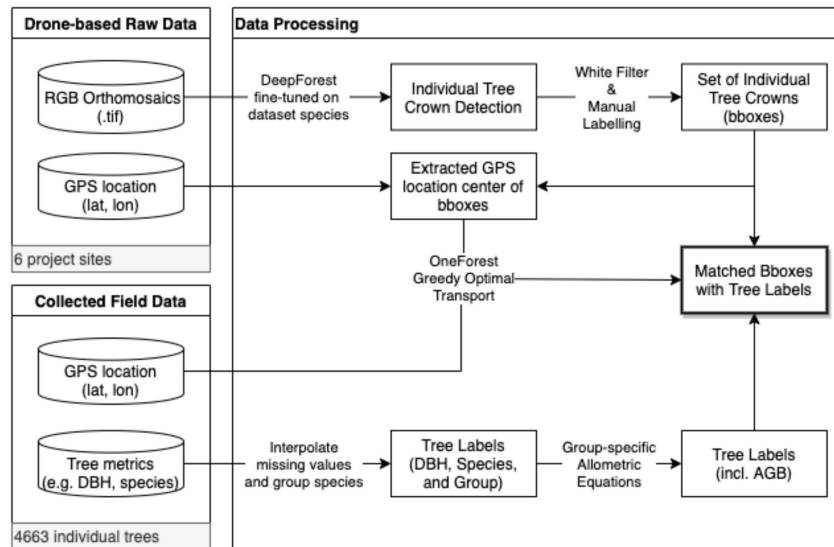 Drone-based Raw Data
RGB Orthomosaics
(.tif)
GPS location
(lat, lon)
6 project sites
Collected Field Data
GPS location
(lat, lon)
Tree metrics
(e.g. DBH, species)
4663 individual trees
Data Processing
DeepForest
fine-tuned on
dataset species
Individual Tree
Crown Detection
White Filter
&
Manual
Labelling
Set of Individual
Tree Crowns
(bboxes)
Extracted GPS
location center of
bboxes
OneForest
Greedy Optimal
Transport
Matched Bboxes
with Tree Labels
Interpolate
missing values
and group species
Tree Labels
(DBH, Species,
and Group)
Group-specific
Allometric
Equations
Tree Labels
(incl. AGB)